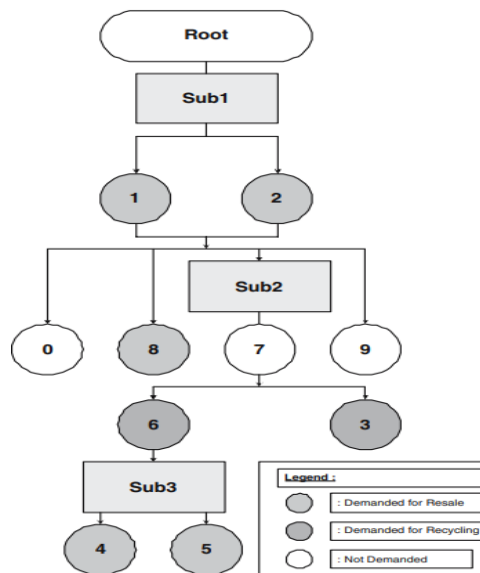 Root
Sub1
1 2
Sub2
0 8 7 9
6 3
Sub3
4 5
Legend :
: Demanded for Resale
: Demanded for Recycling
: Not Demanded